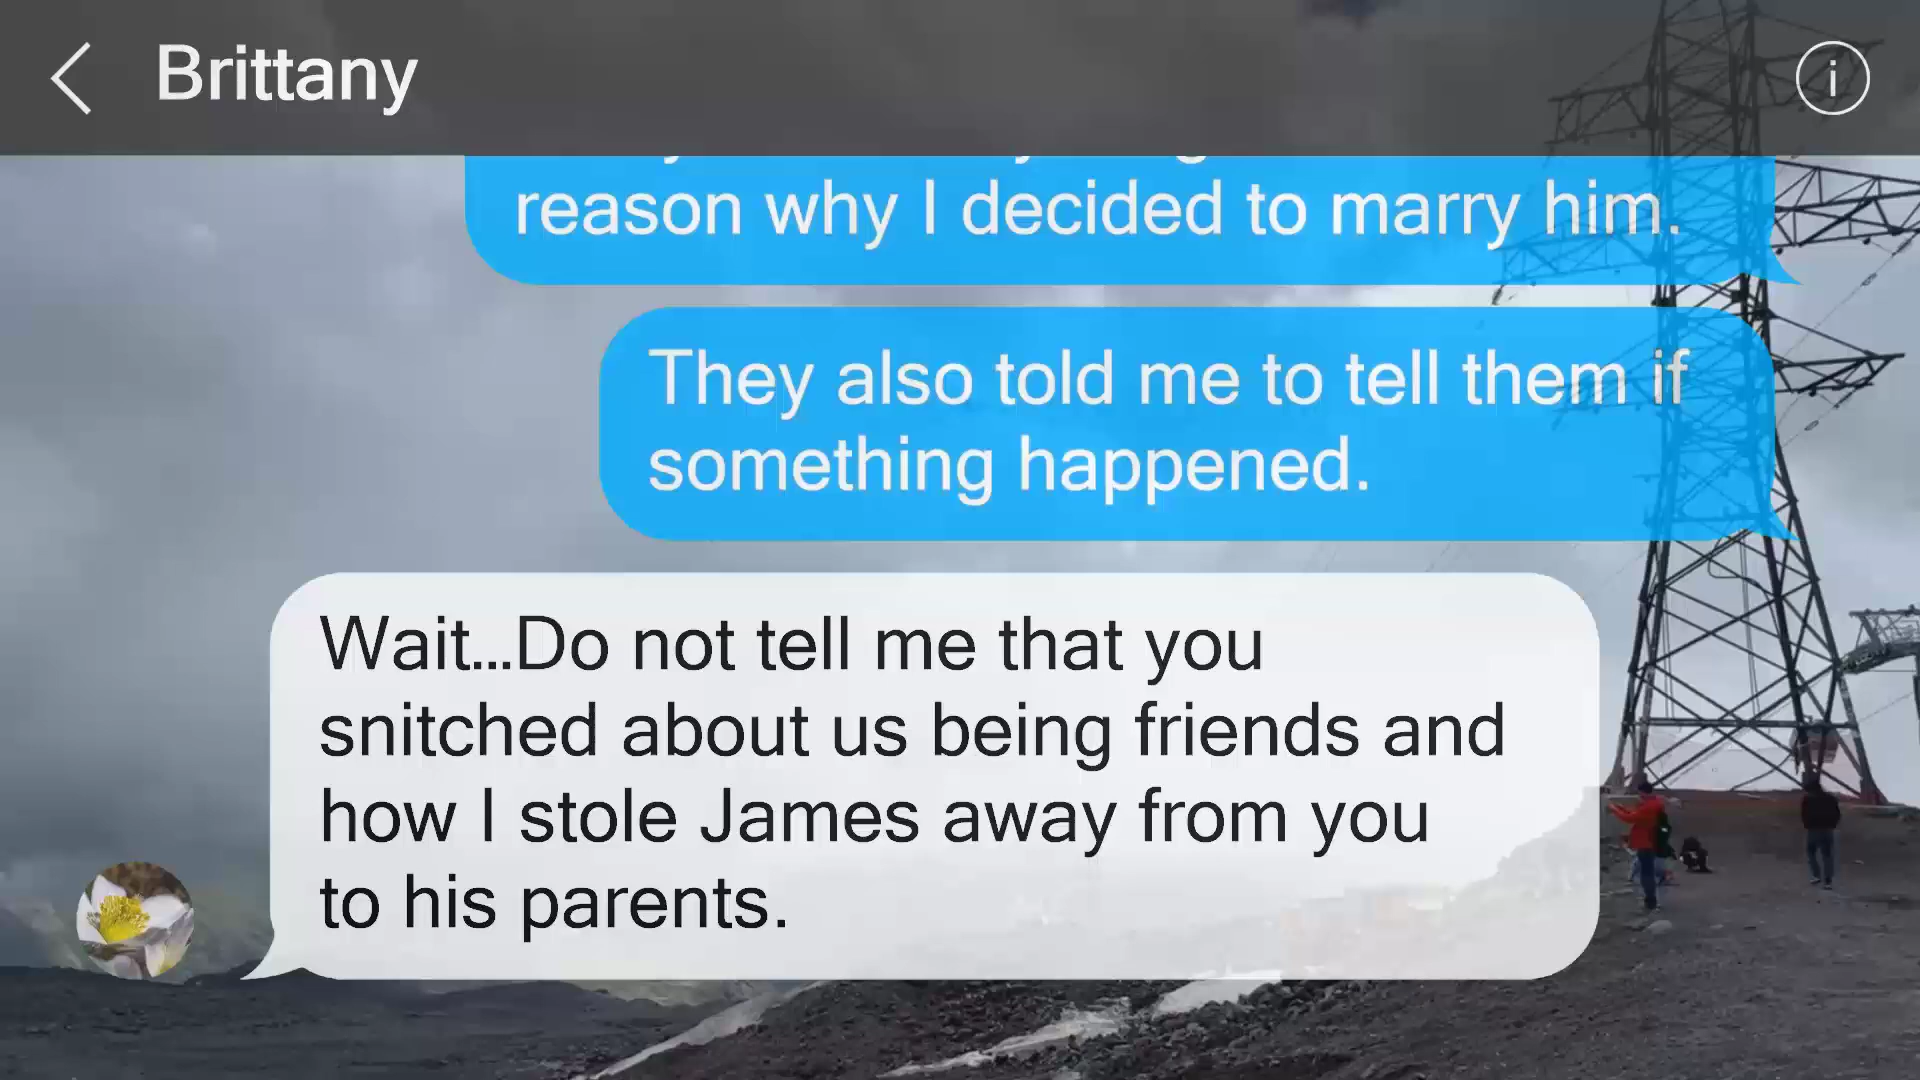 Brittany
i
reason why I decided to marry him.
They also told me to tell them if
something happened.
Wait...Do not tell me that you
snitched about us being friends and
how I stole James away from you
to his parents.